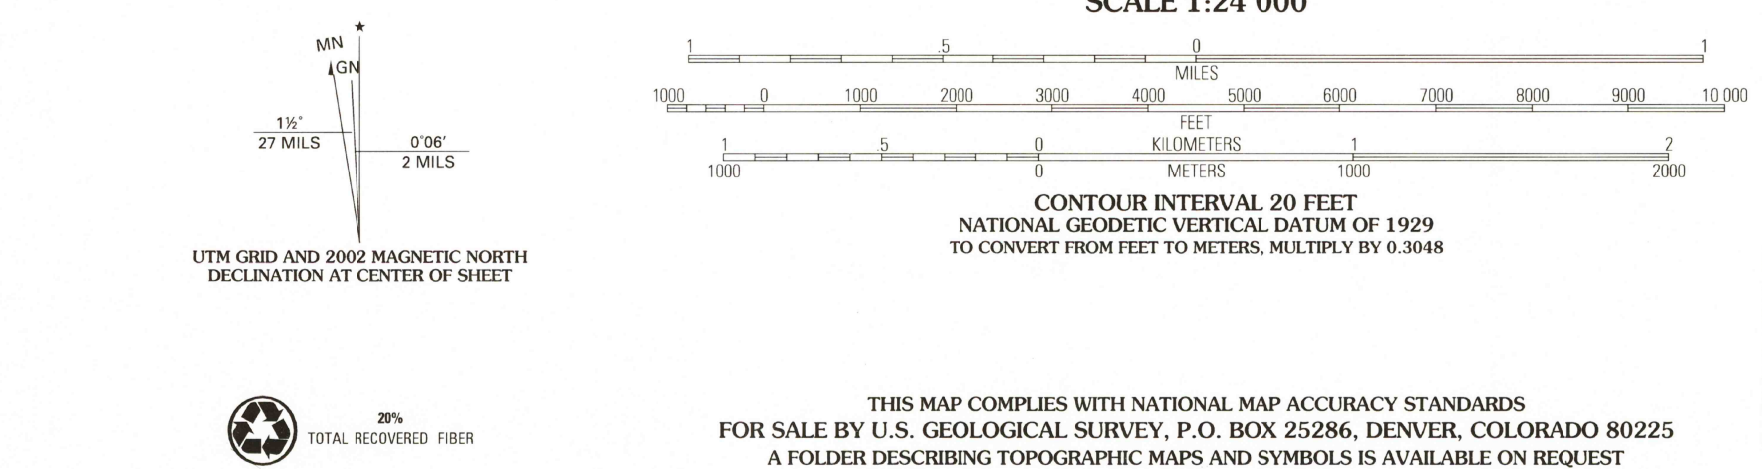 ★
MN
GN
1½°
27 MILS
0°06′
2 MILS
UTM GRID AND 2002 MAGNETIC NORTH
DECLINATION AT CENTER OF SHEET
20%
TOTAL RECOVERED FIBER
SCALE 1:24 000
1 .5 0 1
MILES
1000 0 1000 2000 3000 4000 5000 6000 7000 8000 9000 10 000
FEET
1 .5 0 KILOMETERS 1 2
1000 0 METERS 1000 2000
CONTOUR INTERVAL 20 FEET
NATIONAL GEODETIC VERTICAL DATUM OF 1929
TO CONVERT FROM FEET TO METERS, MULTIPLY BY 0.3048
THIS MAP COMPLIES WITH NATIONAL MAP ACCURACY STANDARDS
FOR SALE BY U.S. GEOLOGICAL SURVEY, P.O. BOX 25286, DENVER, COLORADO 80225
A FOLDER DESCRIBING TOPOGRAPHIC MAPS AND SYMBOLS IS AVAILABLE ON REQUEST